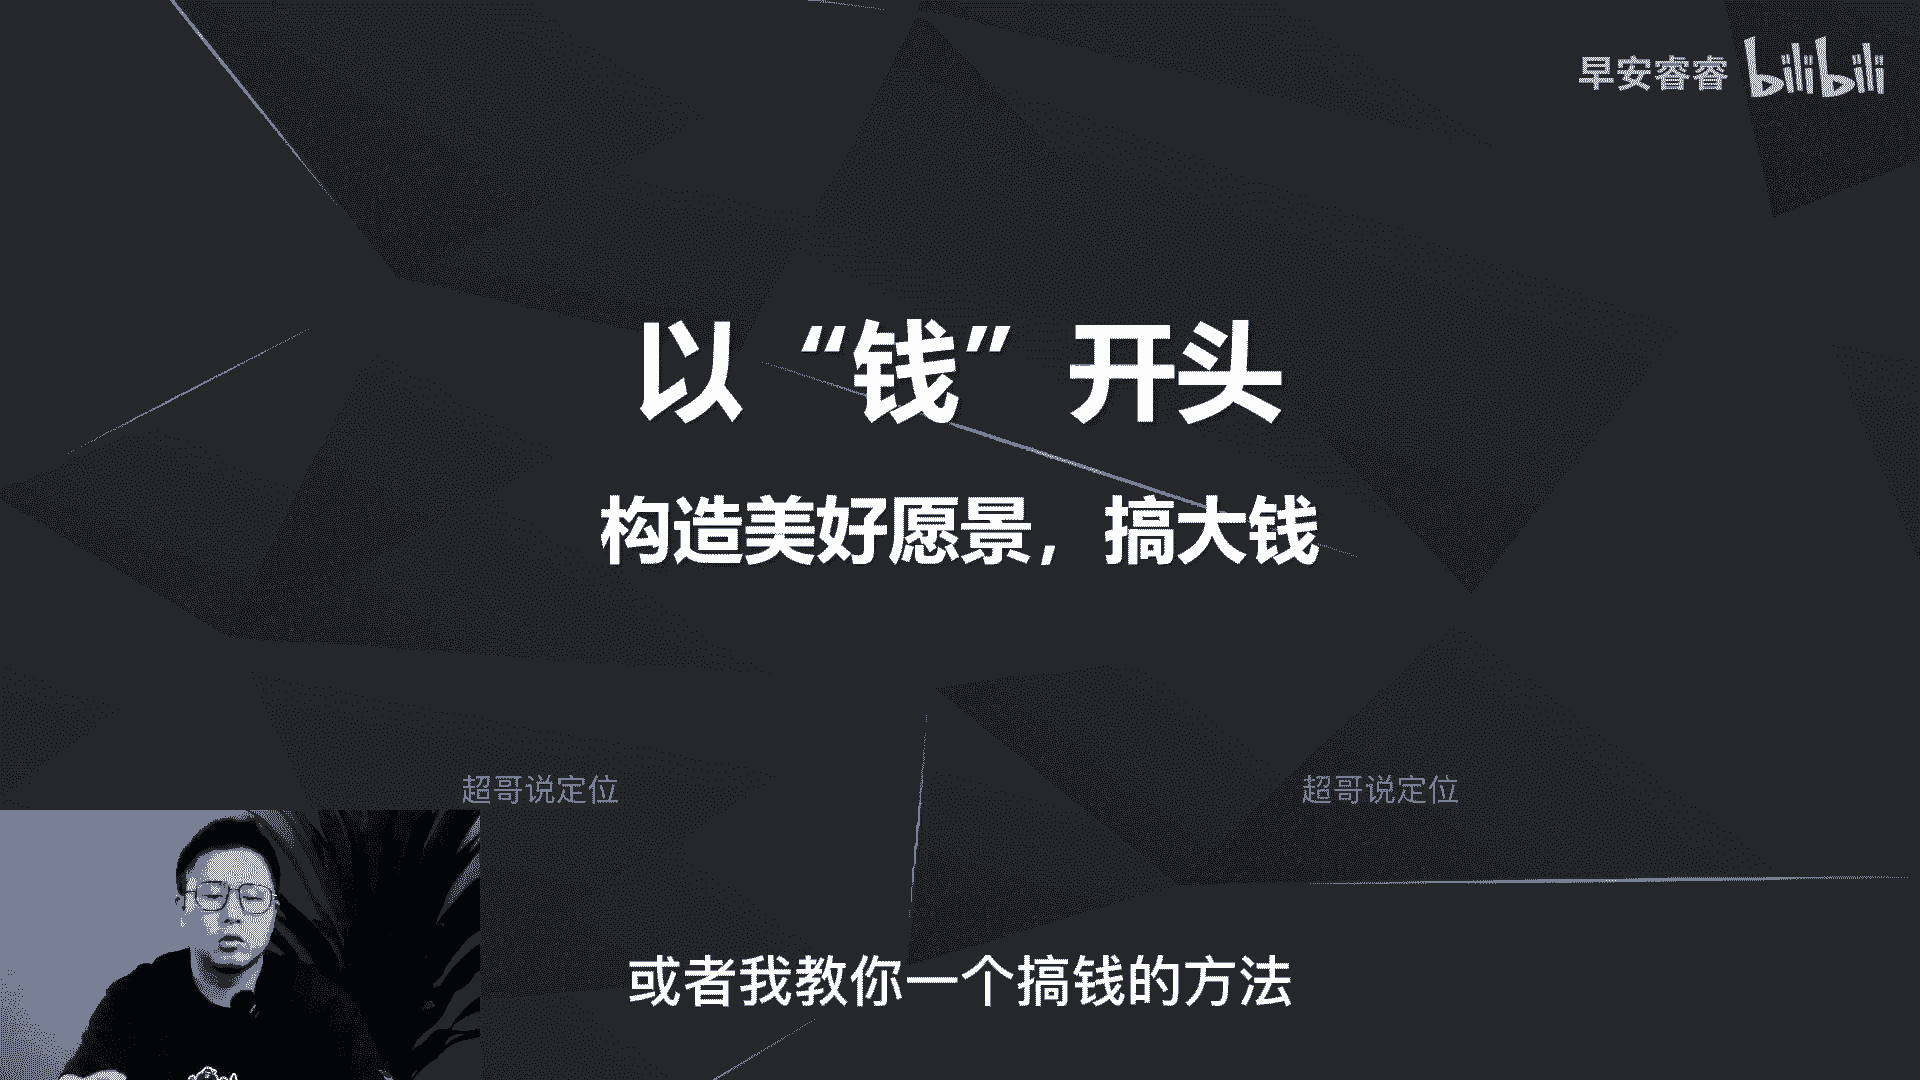 早安睿睿 bilibili
以“钱”开头
构造美好愿景，搞大钱
超哥说定位 超哥说定位
或者我教你一个搞钱的方法